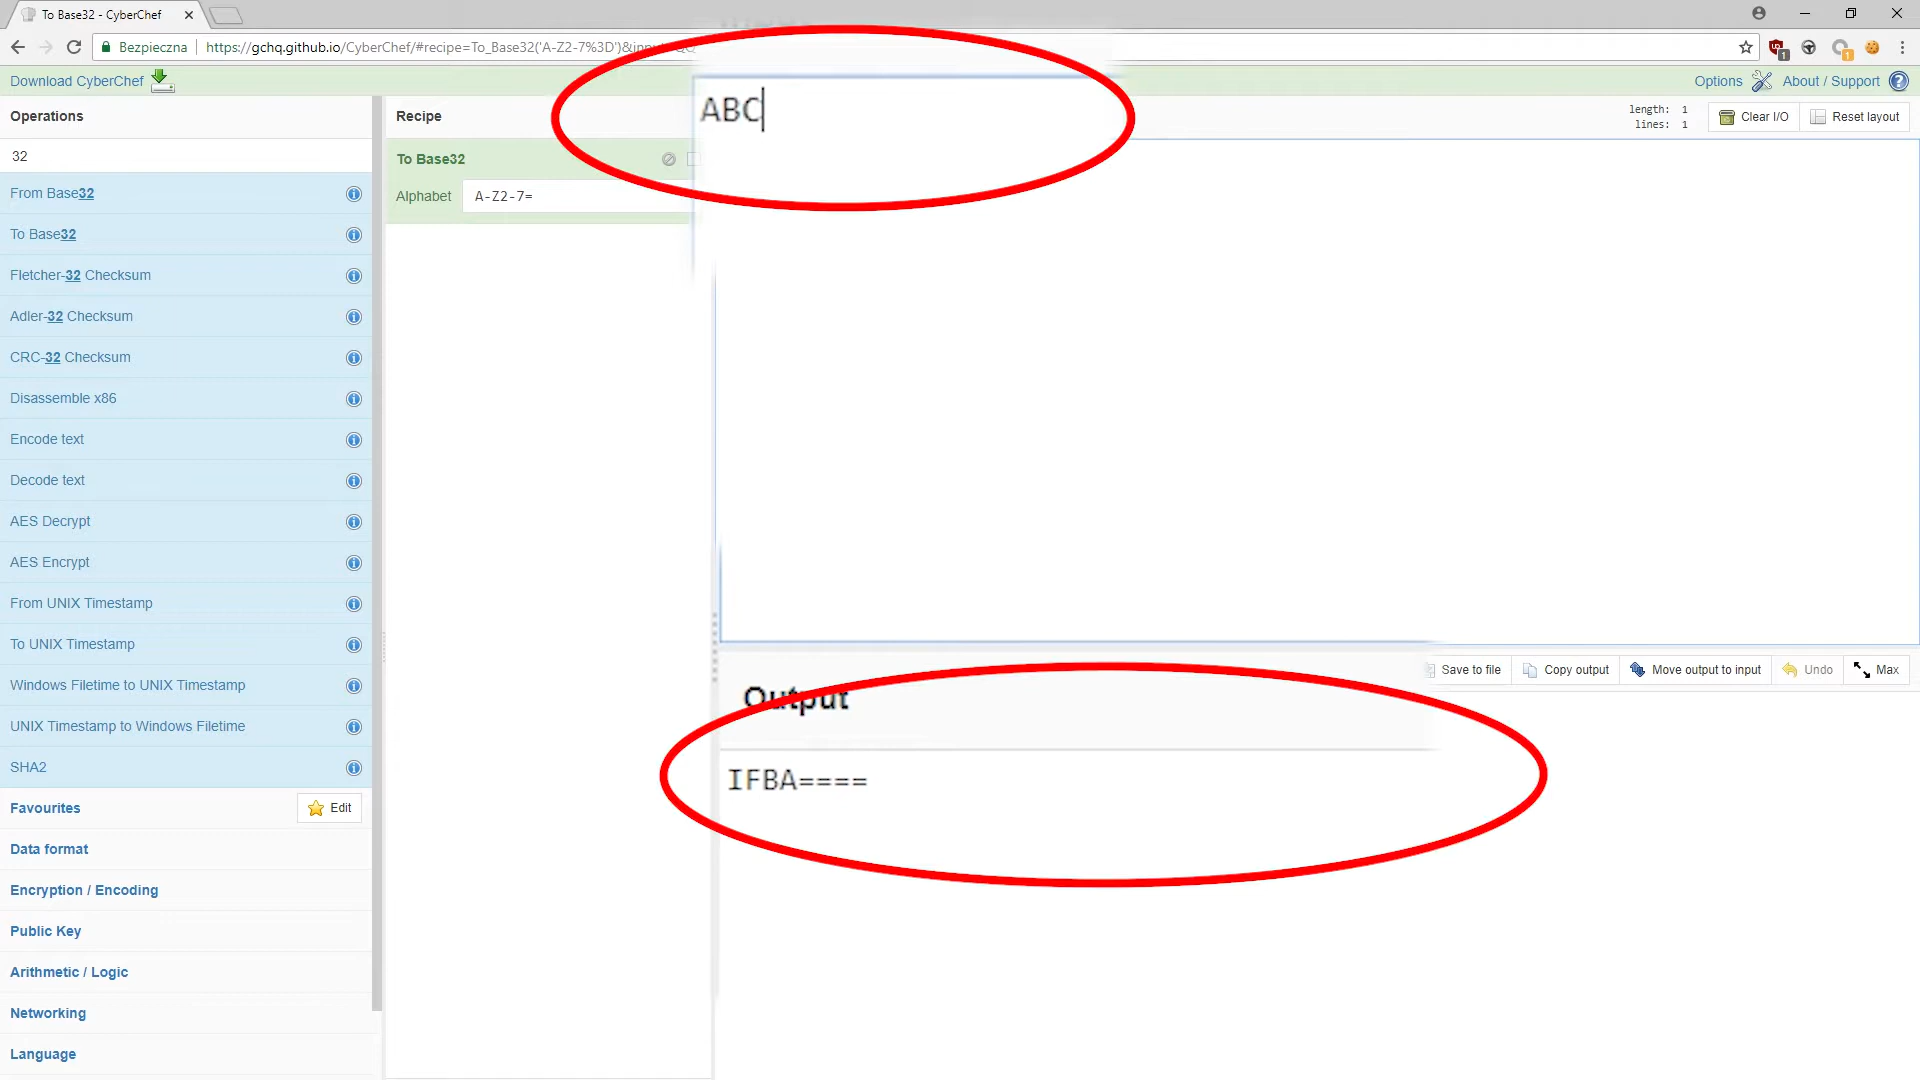 To Base32 - CyberChef
Bezpieczna
https://gchq.github.io/CyberChef/#recipe=To_Base32('A-Z2-7%3D')&inp
Download CyberChef
Options
About / Support
Operations
32
From Base32
To Base32
Fletcher-32 Checksum
Adler-32 Checksum
CRC-32 Checksum
Disassemble x86
Encode text
Decode text
AES Decrypt
AES Encrypt
From UNIX Timestamp
To UNIX Timestamp
Windows Filetime to UNIX Timestamp
UNIX Timestamp to Windows Filetime
SHA2
Favourites
Edit
Data format
Encryption / Encoding
Public Key
Arithmetic / Logic
Networking
Language
Recipe
To Base32
Alphabet
A-Z2-7=
ABC
length: 1
lines: 1
Clear I/O
Reset layout
Output
Save to file
Copy output
Move output to input
Undo
Max
IFBA====